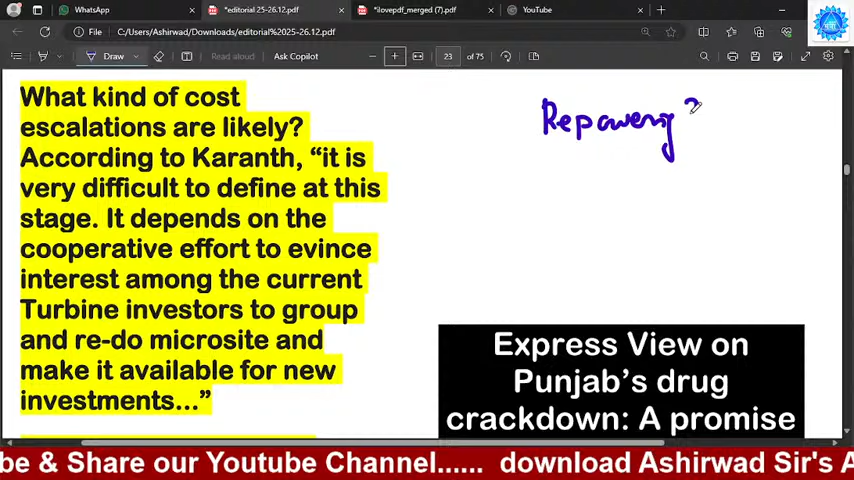 WhatsApp
*editorial 25-26.12.pdf
*ilovepdf_merged (7).pdf
YouTube
File
C:/Users/Ashirwad/Downloads/editorial%2025-26.12.pdf
Draw
Read aloud
Ask Copilot
23
of 75
What kind of cost
escalations are likely?
According to Karanth, “it is
very difficult to define at this
stage. It depends on the
cooperative effort to evince
interest among the current
Turbine investors to group
and re-do microsite and
make it available for new
investments...”
Repowering ?
Express View on
Punjab’s drug
crackdown: A promise
be & Share our Youtube Channel...... download Ashirwad Sir's A